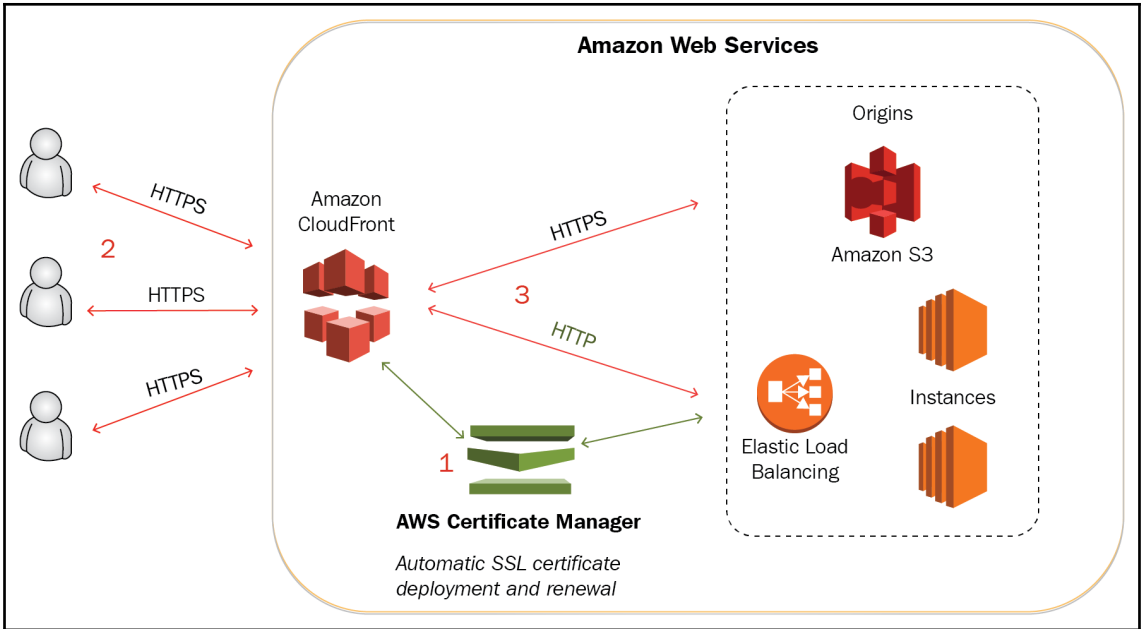 Amazon Web Services
Origins
HTTPS
Amazon
CloudFront
HTTPS
2
Amazon S3
HTTPS
3
HTTP
HTTPS
Instances
Elastic Load
Balancing
1
AWS Certificate Manager
Automatic SSL certificate
deployment and renewal